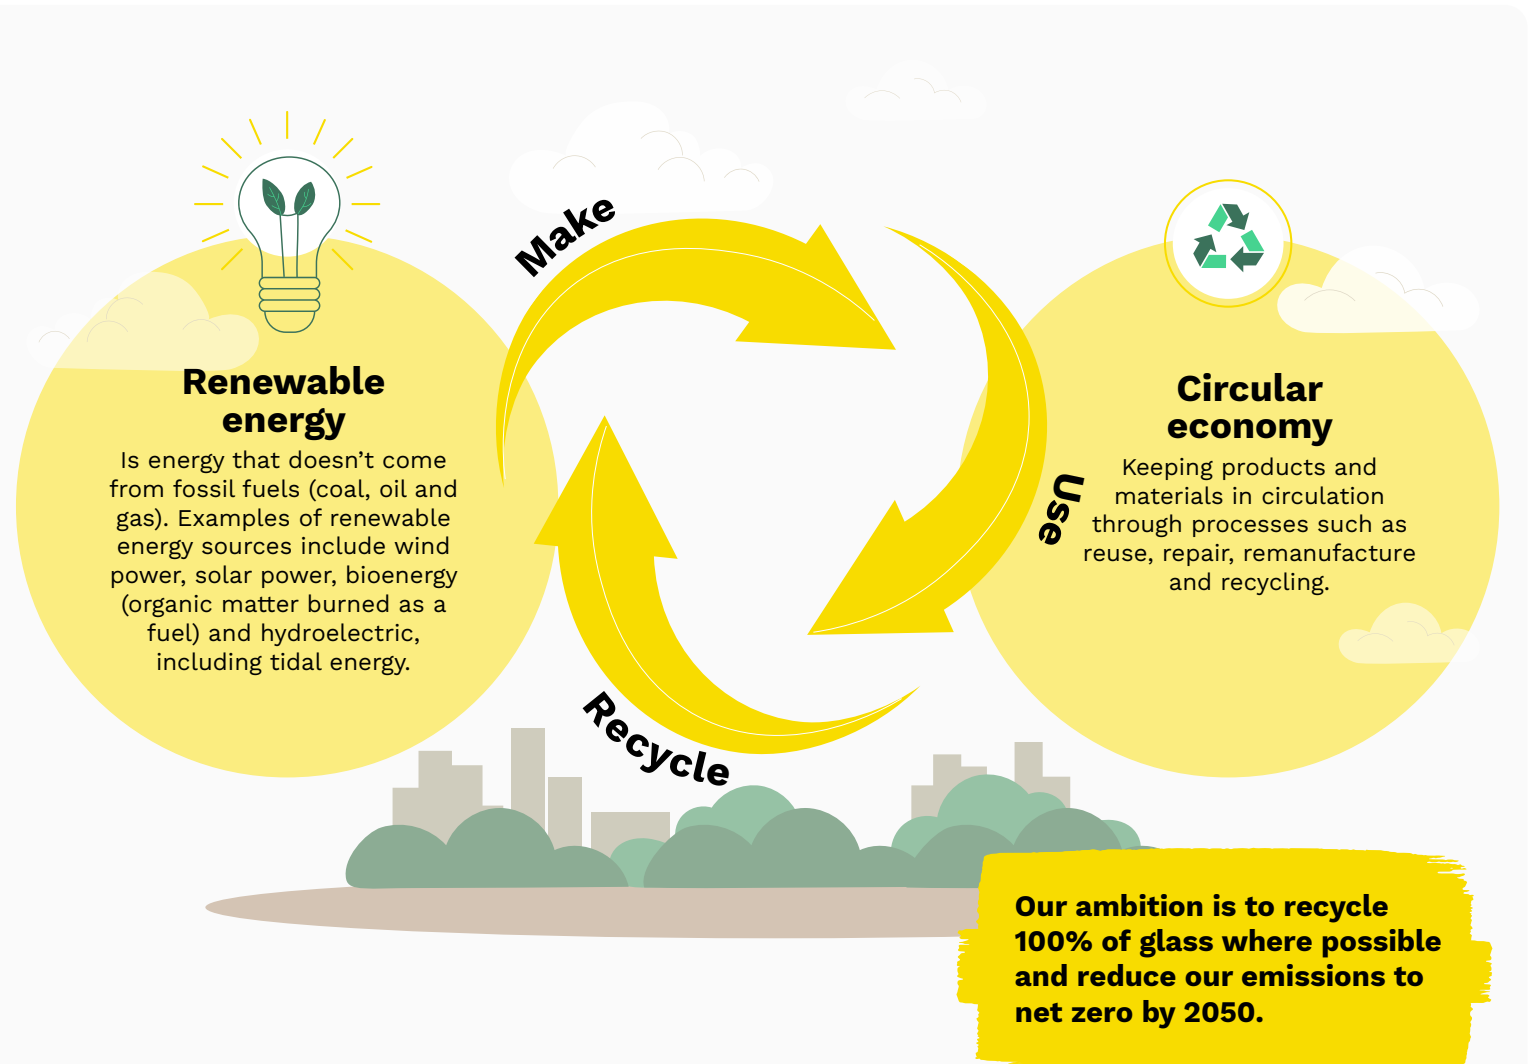 Make
Renewable
energy
Is energy that doesn’t come
from fossil fuels (coal, oil and
gas). Examples of renewable
energy sources include wind
power, solar power, bioenergy
(organic matter burned as a
fuel) and hydroelectric,
including tidal energy.
Use
Circular
economy
Keeping products and
materials in circulation
through processes such as
reuse, repair, remanufacture
and recycling.
Recycle
Our ambition is to recycle
100% of glass where possible
and reduce our emissions to
net zero by 2050.